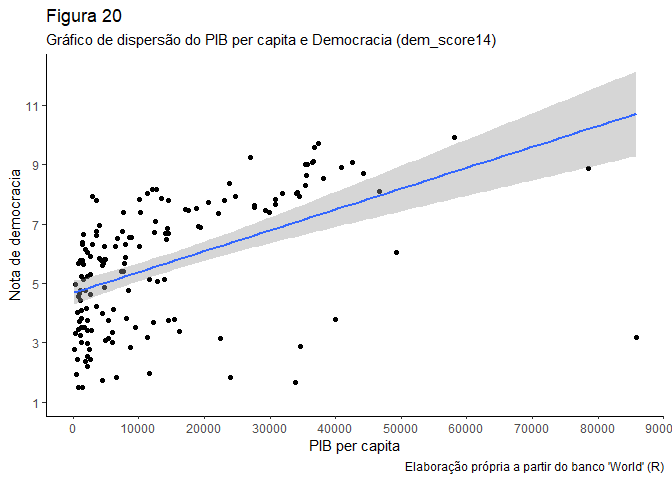 Figura 20
Gráfico de dispersão do PIB per capita e Democracia (dem_score14)
Nota de democracia
11
9
7
5
3
1
0 10000 20000 30000 40000 50000 60000 70000 80000 9000
PIB per capita
Elaboração própria a partir do banco 'World' (R)